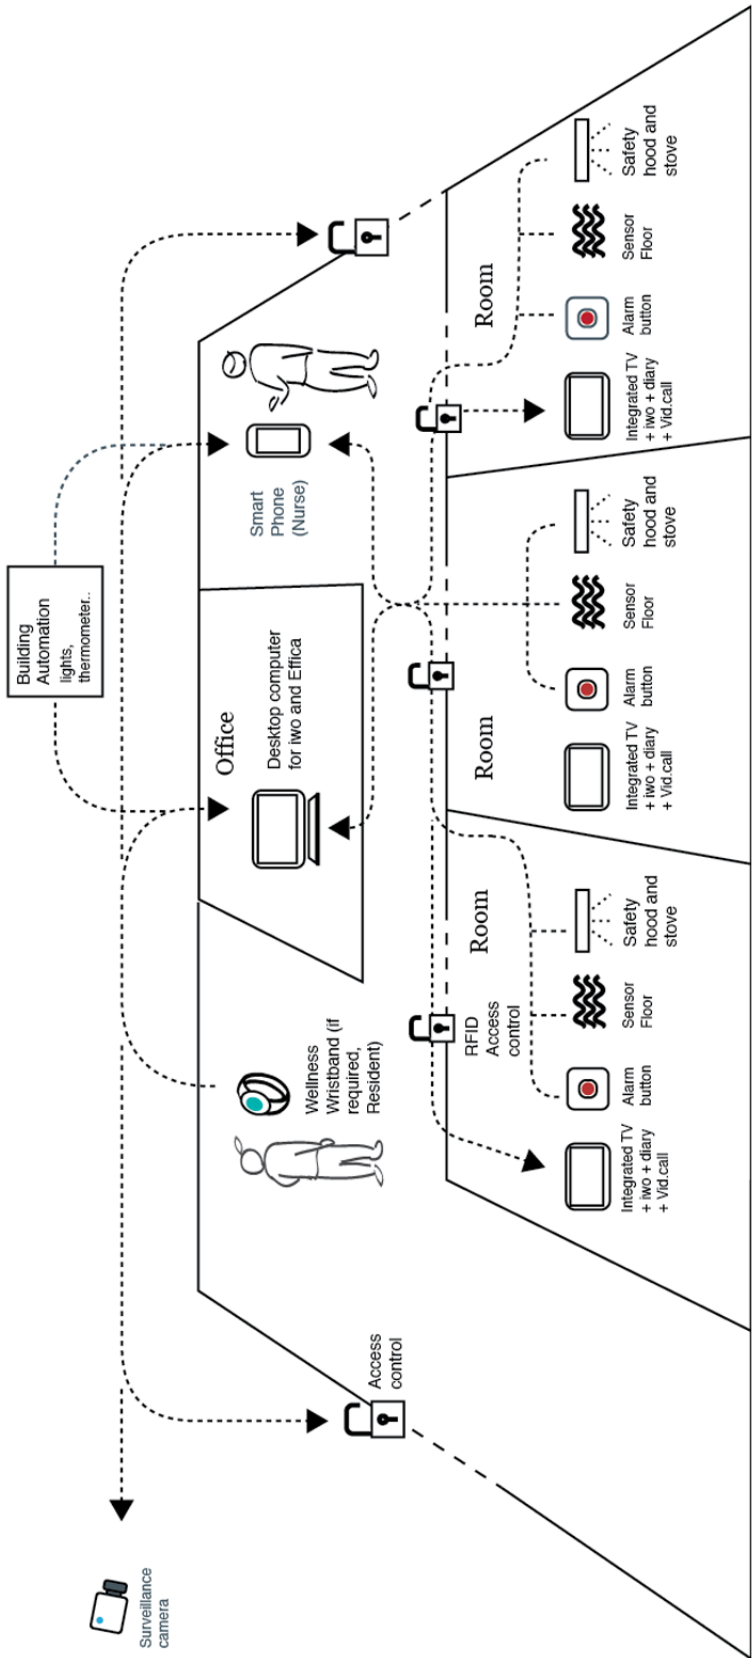 Building
Automation
lights,
thermometer..
Surveillance
camera
Access
control
Wellness
Wristband (if
required,
Resident)
Office
Desktop computer
for iwo and Effica
Smart
Phone
(Nurse)
RFID
Access
control
Room
Integrated TV
+ iwo + diary
+ Vid.call
Alarm
button
Sensor
Floor
Safety
hood and
stove
Room
Integrated TV
+ iwo + diary
+ Vid.call
Alarm
button
Sensor
Floor
Safety
hood and
stove
Room
Integrated TV
+ iwo + diary
+ Vid.call
Alarm
button
Sensor
Floor
Safety
hood and
stove